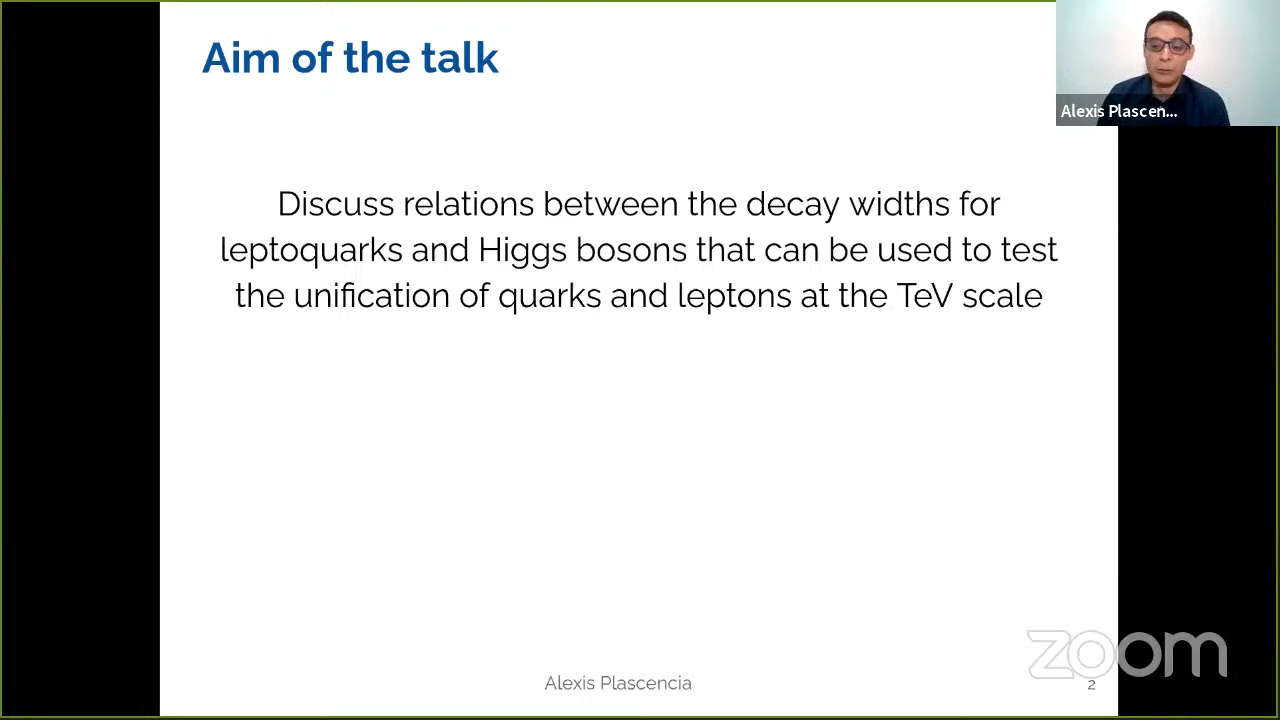 Aim of the talk
Alexis Plascen...
Discuss relations between the decay widths for
leptoquarks and Higgs bosons that can be used to test
the unification of quarks and leptons at the TeV scale
zoom
Alexis Plascencia
2